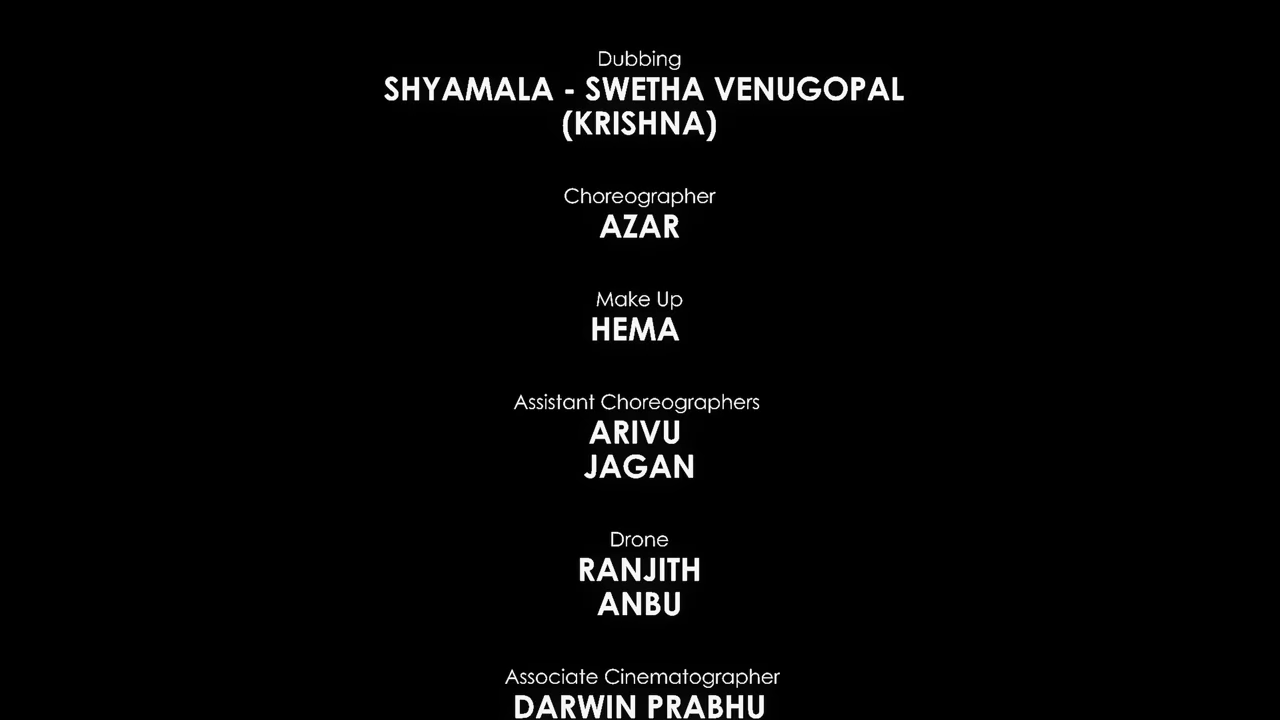 Dubbing
SHYAMALA - SWETHA VENUGOPAL
(KRISHNA)
Choreographer
AZAR
Make Up
HEMA
Assistant Choreographers
ARIVU
JAGAN
Drone
RANJITH
ANBU
Associate Cinematographer
DARWIN PRABHU